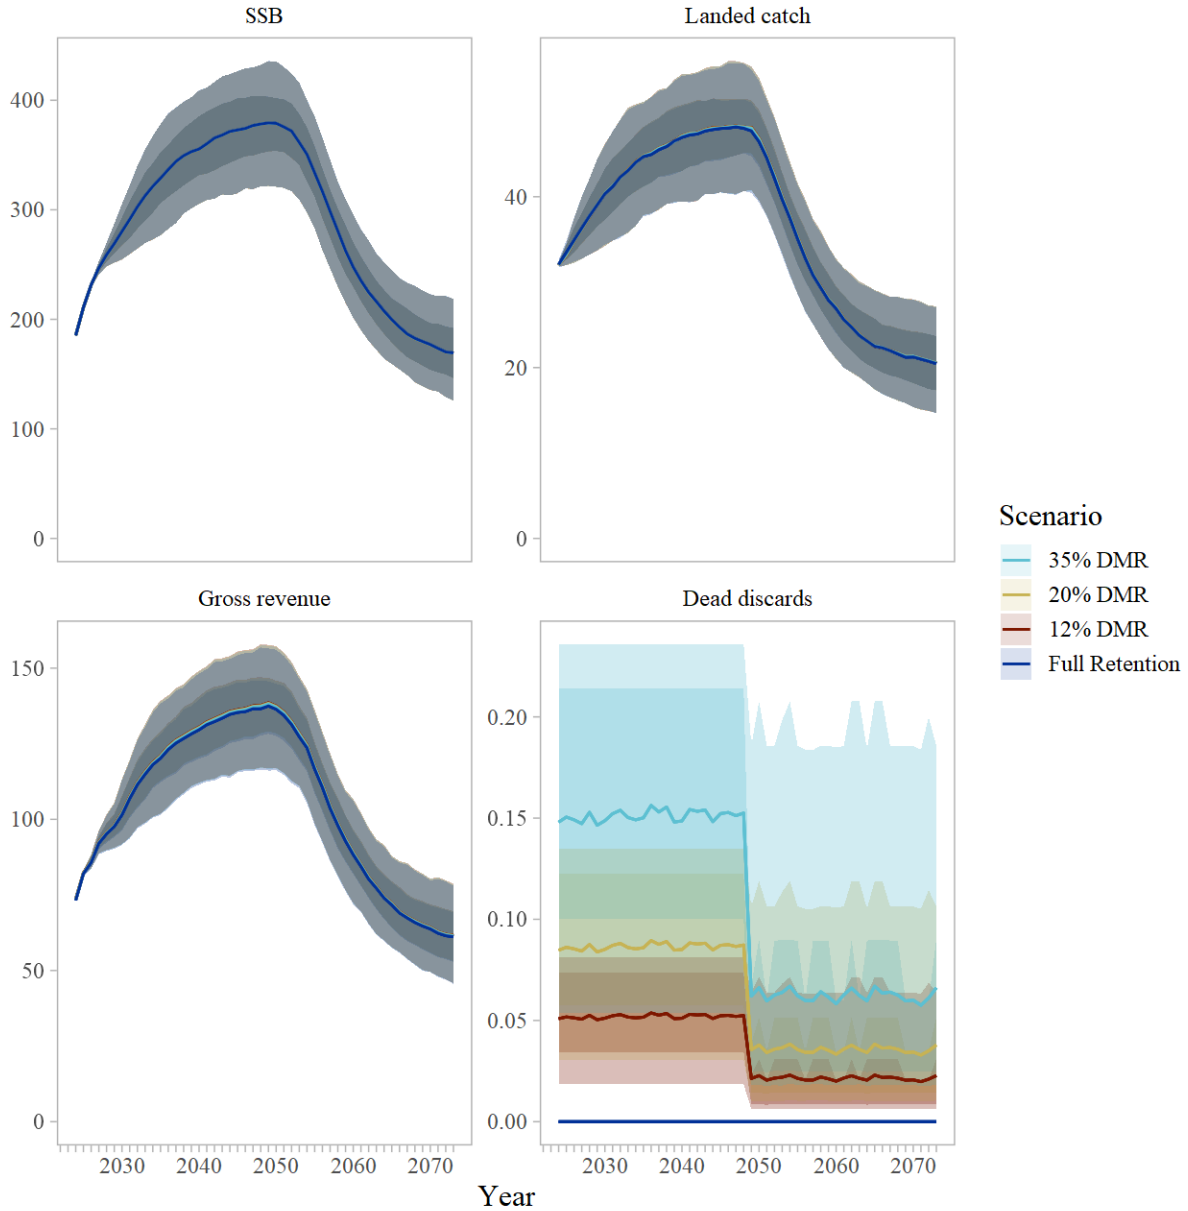 SSB
Landed catch
400
300
200
100
0
40
20
0
Gross revenue
Dead discards
150
100
50
0
0.20
0.15
0.10
0.05
0.00
2030 2040 2050 2060 2070
2030 2040 2050 2060 2070
Year
Scenario
35% DMR
20% DMR
12% DMR
Full Retention